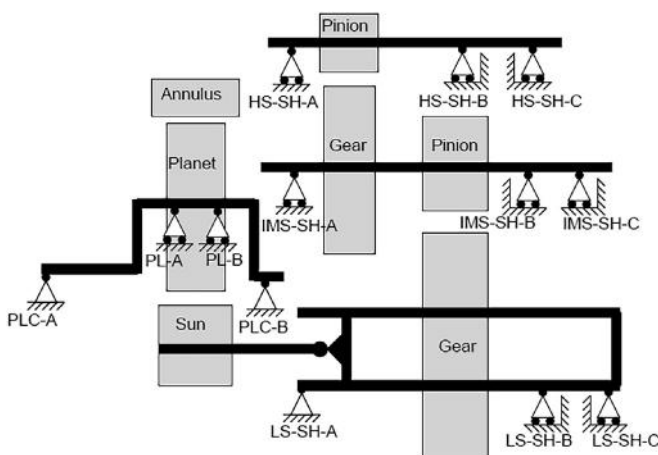 Pinion
HS-SH-A
HS-SH-B
HS-SH-C
Annulus
Gear
Pinion
Planet
IMS-SH-A
IMS-SH-B
IMS-SH-C
PL-A
PL-B
PLC-A
PLC-B
Sun
Gear
LS-SH-A
LS-SH-B
LS-SH-C